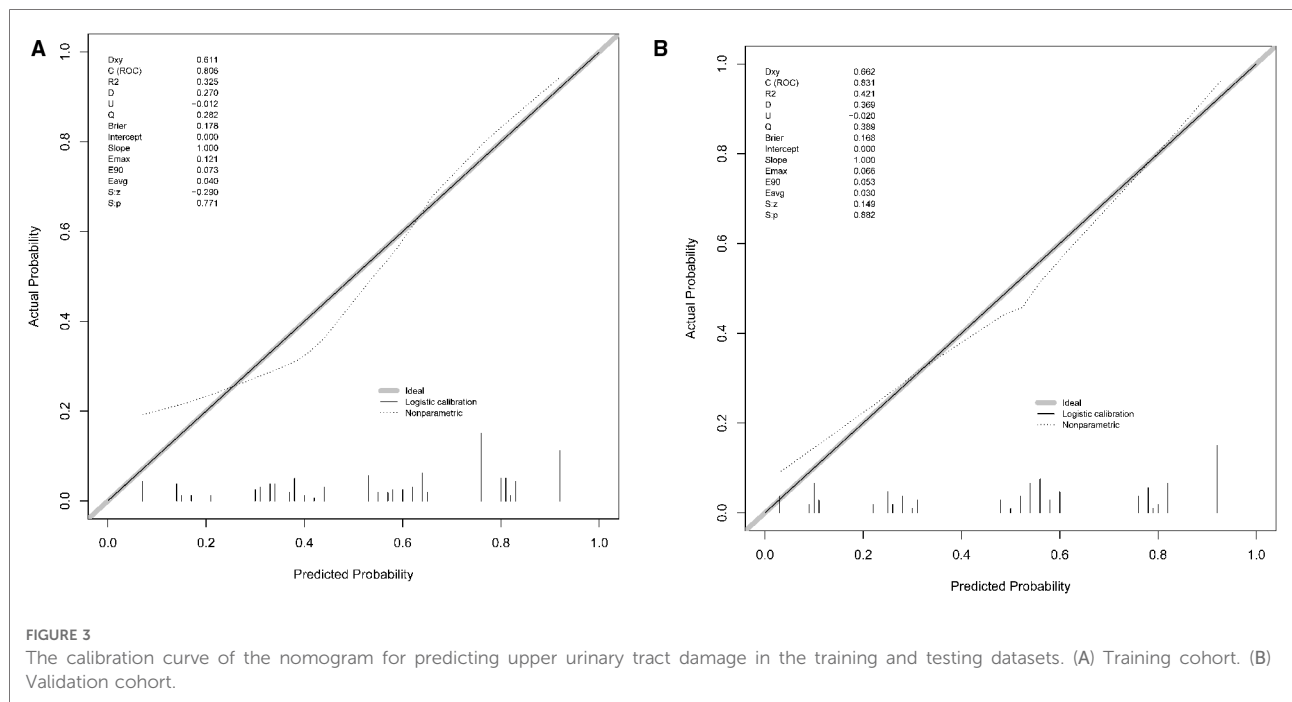 A
Dxy 0.611
C (ROC) 0.805
R2 0.325
D 0.270
U −0.012
Q 0.282
Brier 0.178
Intercept 0.000
Slope 1.000
Emax 0.121
E90 0.073
Eavg 0.040
S:z −0.290
S:p 0.771
Actual Probability
0.0 0.2 0.4 0.6 0.8 1.0
Ideal
Logistic calibration
Nonparametric
0.0 0.2 0.4 0.6 0.8 1.0
Predicted Probability
B
Dxy 0.662
C (ROC) 0.831
R2 0.421
D 0.369
U −0.020
Q 0.389
Brier 0.168
Intercept 0.000
Slope 1.000
Emax 0.066
E90 0.053
Eavg 0.030
S:z 0.149
S:p 0.882
Actual Probability
0.0 0.2 0.4 0.6 0.8 1.0
Ideal
Logistic calibration
Nonparametric
0.0 0.2 0.4 0.6 0.8 1.0
Predicted Probability
FIGURE 3
The calibration curve of the nomogram for predicting upper urinary tract damage in the training and testing datasets. (A) Training cohort. (B)
Validation cohort.